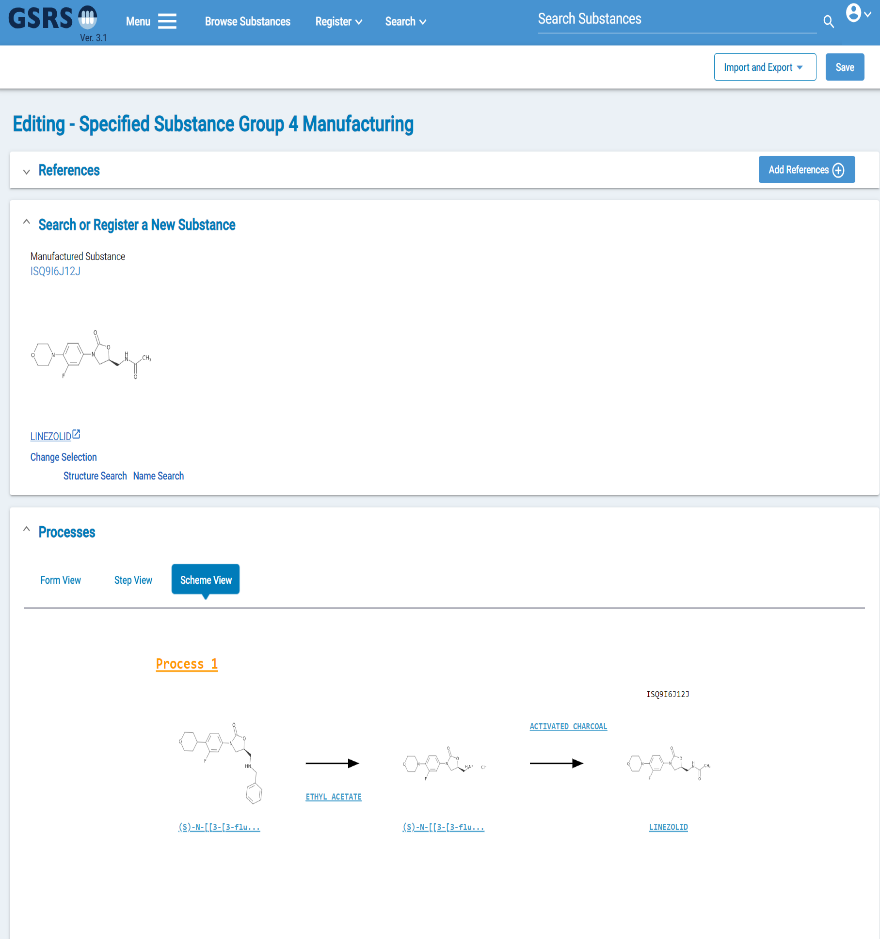 GSRS
Ver. 3.1
Menu Browse Substances Register Search Search Substances
Import and Export Save
Editing - Specified Substance Group 4 Manufacturing
References Add References
Search or Register a New Substance
Manufactured Substance
ISQ9I6J12J
O
O
O N N N H CH3
F O
LINEZOLID
Change Selection
Structure Search Name Search
Processes
Form View Step View Scheme View
Process 1
ISQ9I6J12J
ACTIVATED CHARCOAL
HN
ETHYL ACETATE
(S)-N-[[3-[3-flu... (S)-N-[[3-[3-flu... LINEZOLID